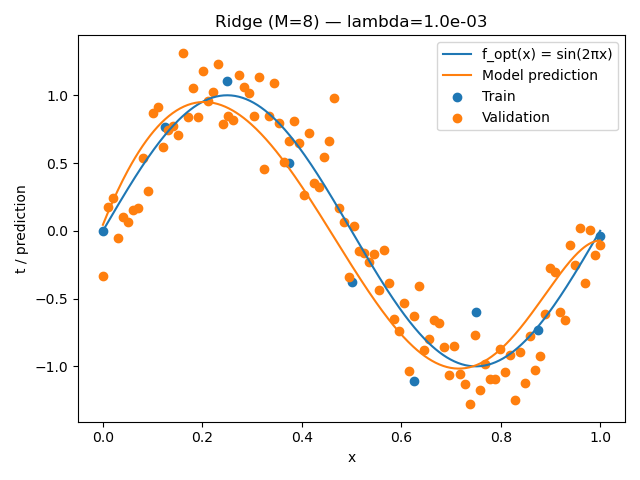 Ridge (M=8) — lambda=1.0e-03
f_opt(x) = sin(2πx)
Model prediction
Train
Validation
t / prediction
1.0
0.5
0.0
−0.5
−1.0
0.0 0.2 0.4 0.6 0.8 1.0
x